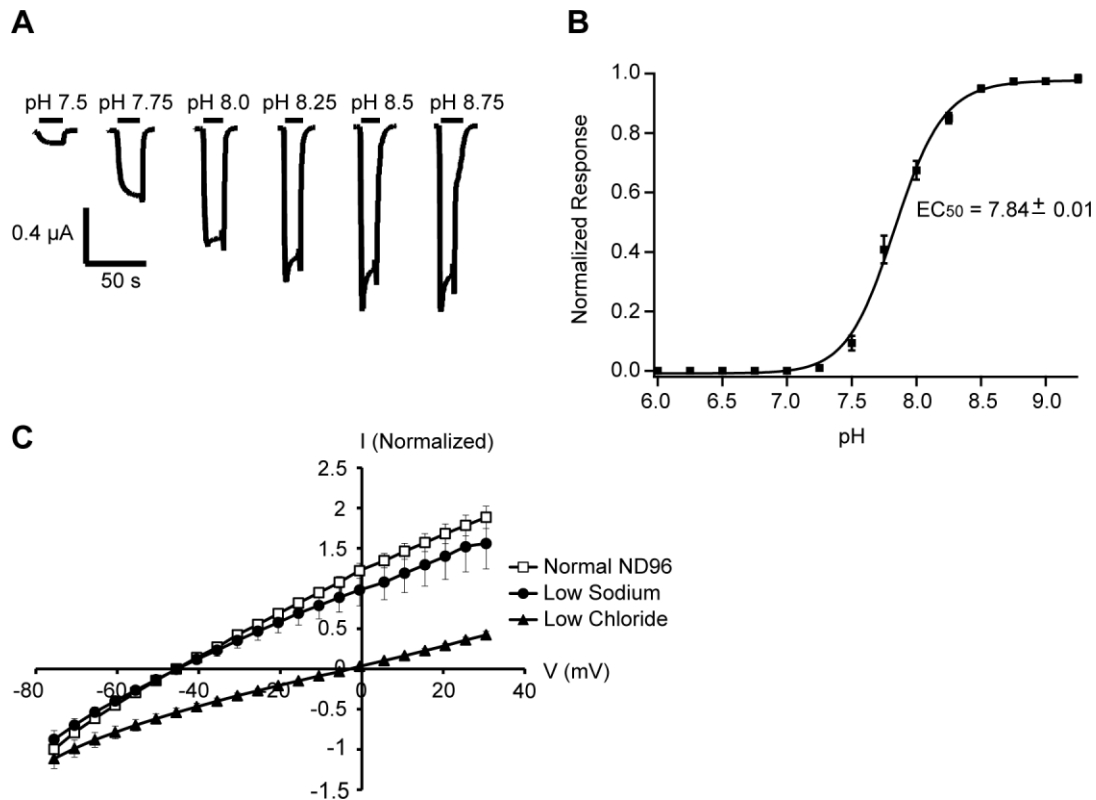 A
pH 7.5 pH 7.75 pH 8.0 pH 8.25 pH 8.5 pH 8.75
0.4 µA
50 s
B
Normalized Response
1.0
0.8
0.6
0.4
0.2
0.0
EC50 = 7.84 ± 0.01
6.0 6.5 7.0 7.5 8.0 8.5 9.0
pH
C
I (Normalized)
2.5
2
1.5
1
0.5
0
-0.5
-1
-1.5
-80 -60 -40 -20 0 20 40
V (mV)
Normal ND96
Low Sodium
Low Chloride